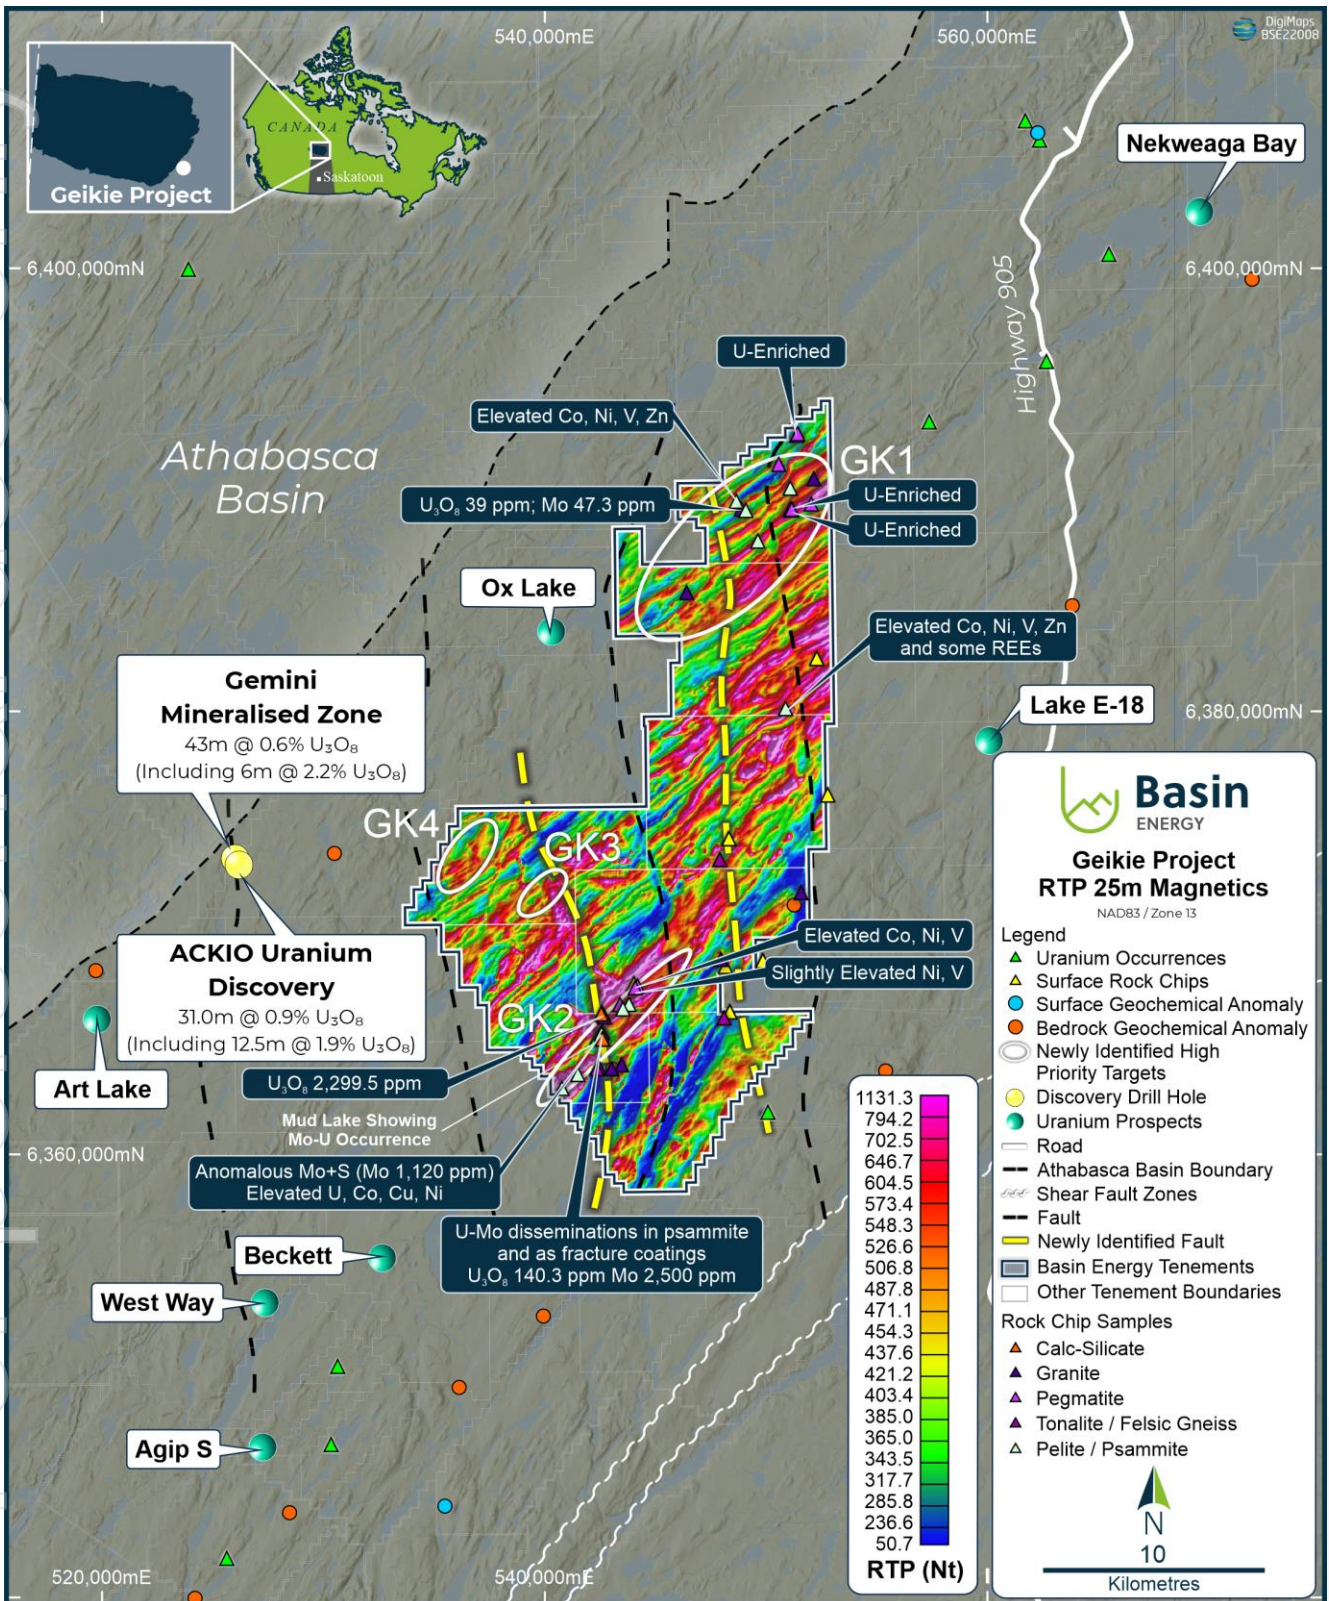 540,000mE
560,000mE
DigiMaps
BSE22008
CANADA
Saskatoon
Geikie Project
Nekweaga Bay
6,400,000mN
6,400,000mN
Highway 905
U-Enriched
Elevated Co, Ni, V, Zn
Athabasca
Basin
GK1
U₃O₈ 39 ppm; Mo 47.3 ppm
U-Enriched
U-Enriched
Ox Lake
Elevated Co, Ni, V, Zn
and some REEs
Gemini
Mineralised Zone
43m @ 0.6% U₃O₈
(Including 6m @ 2.2% U₃O₈)
Lake E-18
6,380,000mN
GK4
GK3
ACKIO Uranium
Discovery
31.0m @ 0.9% U₃O₈
(Including 12.5m @ 1.9% U₃O₈)
Elevated Co, Ni, V
Slightly Elevated Ni, V
GK2
Art Lake
U₃O₈ 2,299.5 ppm
Mud Lake Showing
Mo-U Occurrence
6,360,000mN
Anomalous Mo+S (Mo 1,120 ppm)
Elevated U, Co, Cu, Ni
U-Mo disseminations in psammite
and as fracture coatings
U₃O₈ 140.3 ppm Mo 2,500 ppm
Beckett
West Way
Agip S
520,000mE
540,000mE
1131.3
794.2
702.5
646.7
604.5
573.4
548.3
526.6
506.8
487.8
471.1
454.3
437.6
421.2
403.4
385.0
365.0
343.5
317.7
285.8
236.6
50.7
RTP (Nt)
Basin
ENERGY
Geikie Project
RTP 25m Magnetics
NAD83 / Zone 13
Legend
Uranium Occurrences
Surface Rock Chips
Surface Geochemical Anomaly
Bedrock Geochemical Anomaly
Newly Identified High
Priority Targets
Discovery Drill Hole
Uranium Prospects
Road
Athabasca Basin Boundary
Shear Fault Zones
Fault
Newly Identified Fault
Basin Energy Tenements
Other Tenement Boundaries
Rock Chip Samples
Calc-Silicate
Granite
Pegmatite
Tonalite / Felsic Gneiss
Pelite / Psammite
N
10
Kilometres